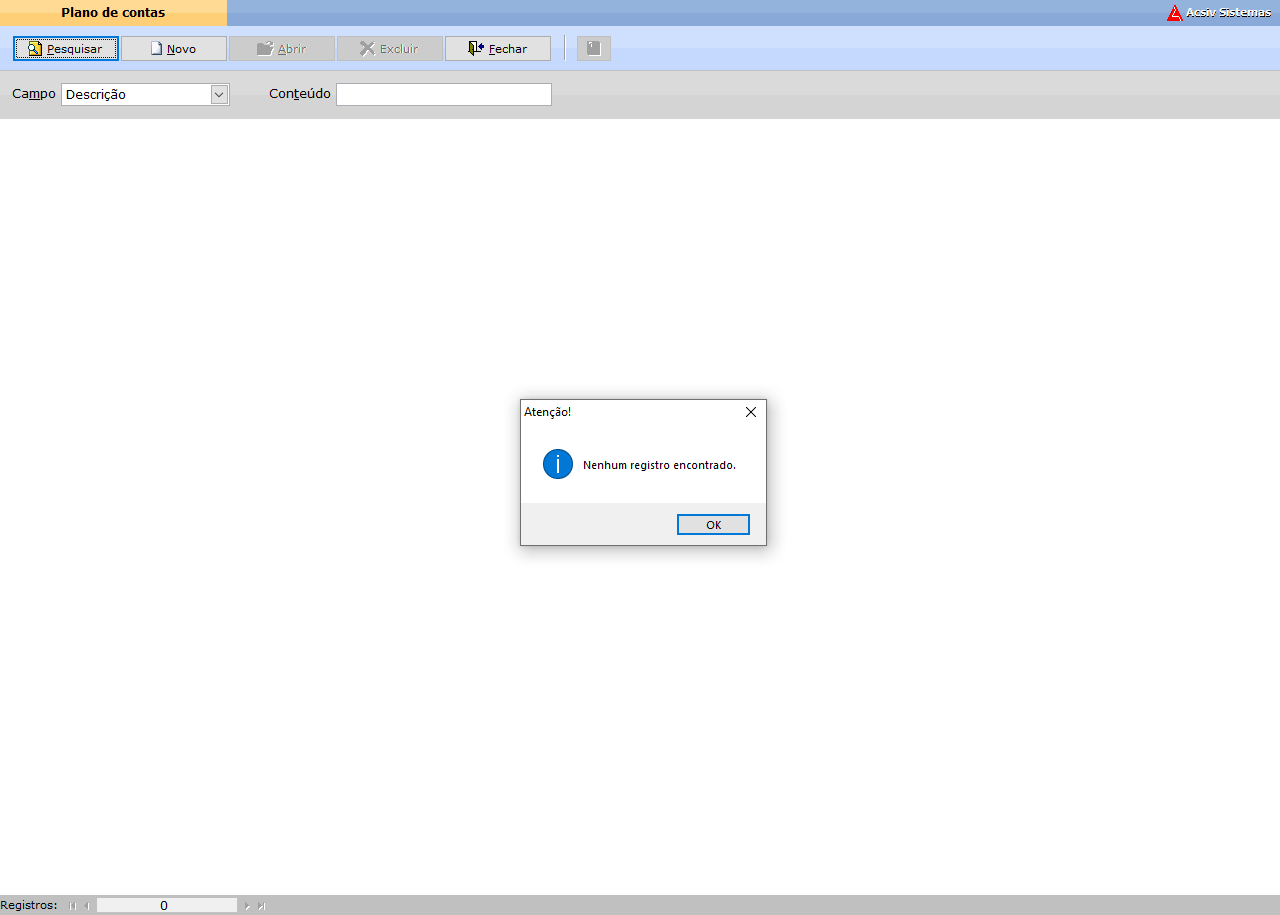 Plano de contas
Acsiv Sistemas
Pesquisar Novo Abrir Excluir Fechar
Campo Descrição Conteúdo
Atenção!
Nenhum registro encontrado.
OK
Registros: 0